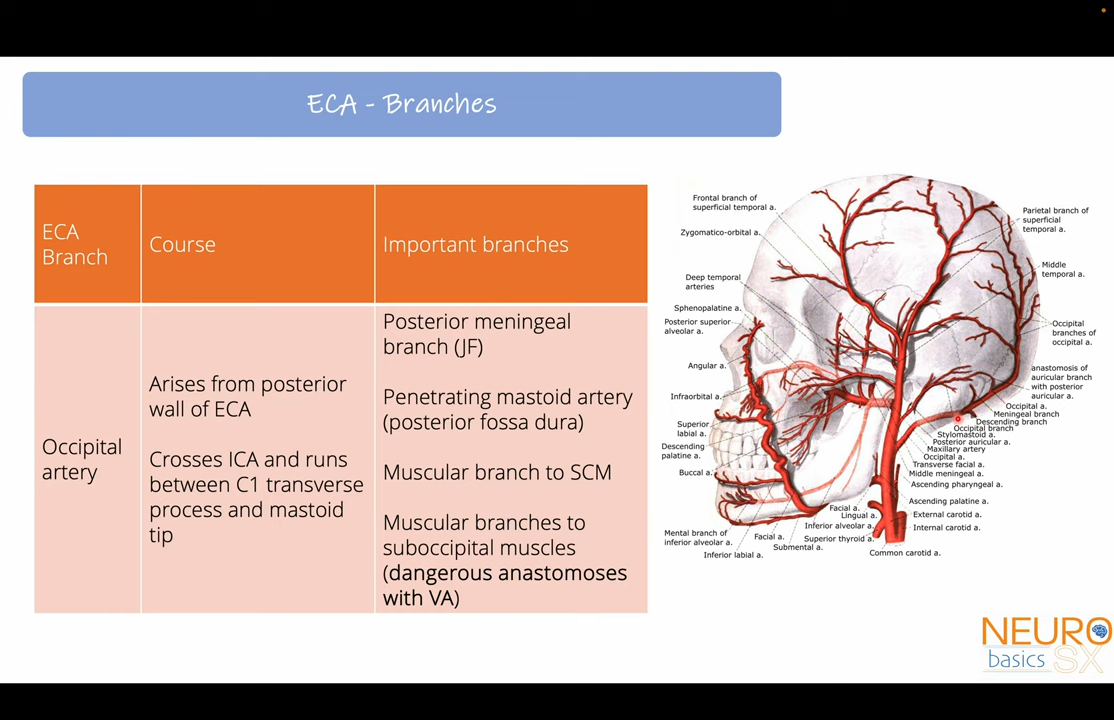 ECA - Branches
ECA
Branch
Course
Important branches
Occipital
artery
Arises from posterior
wall of ECA
Crosses ICA and runs
between C1 transverse
process and mastoid
tip
Posterior meningeal
branch (JF)
Penetrating mastoid artery
(posterior fossa dura)
Muscular branch to SCM
Muscular branches to
suboccipital muscles
(dangerous anastomoses
with VA)
Frontal branch of
superficial temporal a.
Zygomatico-orbital a.
Deep temporal
arteries
Sphenopalatine a.
Posterior superior
alveolar a.
Angular a.
Infraorbital a.
Superior
labial a.
Descending
palatine a.
Buccal a.
Mental branch of
inferior alveolar a.
Inferior labial a.
Facial a.
Submental a.
Facial a.
Lingual a.
Inferior alveolar a.
Superior thyroid a.
Common carotid a.
Parietal branch of
superficial
temporal a.
Middle
temporal a.
Occipital
branches of
occipital a.
anastomosis of
auricular branch
with posterior
auricular a.
Occipital a.
Meningeal branch
Descending branch
Occipital branch
Stylomastoid a.
Posterior auricular a.
Maxillary artery
Occipital a.
Transverse facial a.
Middle meningeal a.
Ascending pharyngeal a.
Ascending palatine a.
External carotid a.
Internal carotid a.
NEURO
basics SX